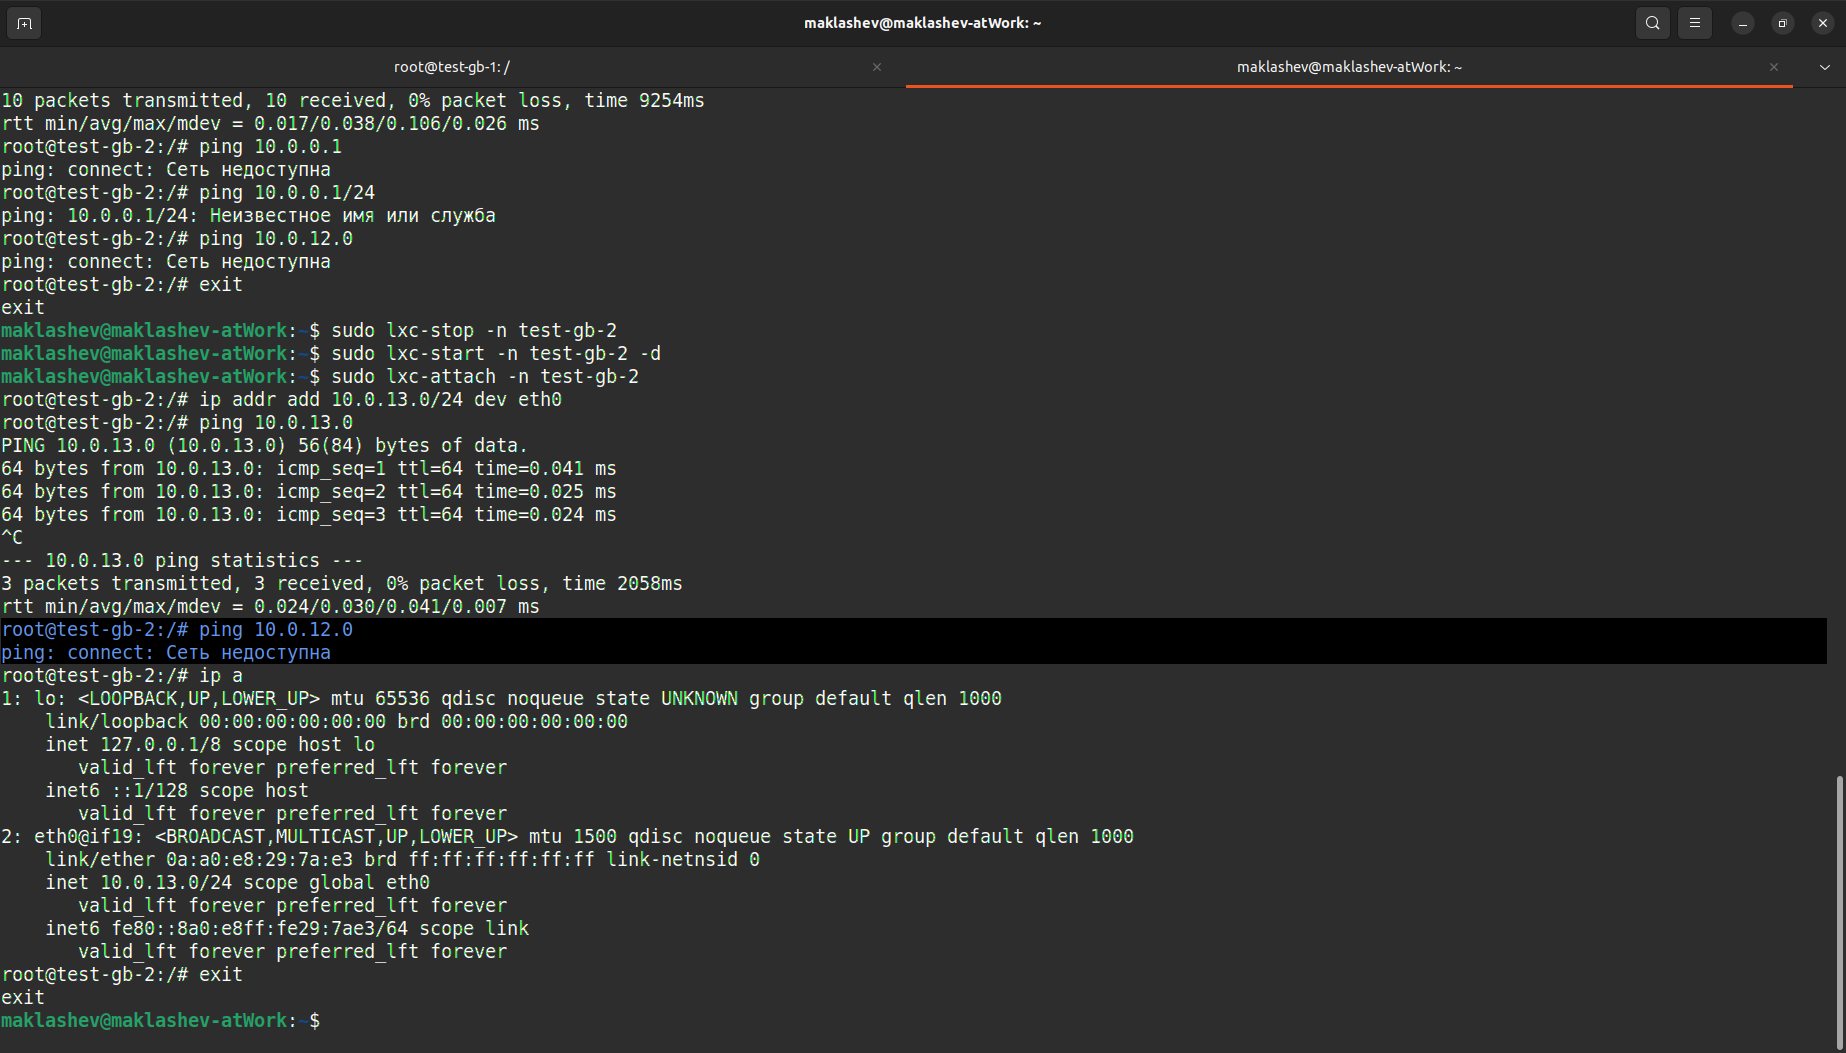 maklashev@maklashev-atWork: ~
root@test-gb-1: /
maklashev@maklashev-atWork: ~
10 packets transmitted, 10 received, 0% packet loss, time 9254ms
rtt min/avg/max/mdev = 0.017/0.038/0.106/0.026 ms
root@test-gb-2:/# ping 10.0.0.1
ping: connect: Сеть недоступна
root@test-gb-2:/# ping 10.0.0.1/24
ping: 10.0.0.1/24: Неизвестное имя или служба
root@test-gb-2:/# ping 10.0.12.0
ping: connect: Сеть недоступна
root@test-gb-2:/# exit
exit
maklashev@maklashev-atWork:~$ sudo lxc-stop -n test-gb-2
maklashev@maklashev-atWork:~$ sudo lxc-start -n test-gb-2 -d
maklashev@maklashev-atWork:~$ sudo lxc-attach -n test-gb-2
root@test-gb-2:/# ip addr add 10.0.13.0/24 dev eth0
root@test-gb-2:/# ping 10.0.13.0
PING 10.0.13.0 (10.0.13.0) 56(84) bytes of data.
64 bytes from 10.0.13.0: icmp_seq=1 ttl=64 time=0.041 ms
64 bytes from 10.0.13.0: icmp_seq=2 ttl=64 time=0.025 ms
64 bytes from 10.0.13.0: icmp_seq=3 ttl=64 time=0.024 ms
^C
--- 10.0.13.0 ping statistics ---
3 packets transmitted, 3 received, 0% packet loss, time 2058ms
rtt min/avg/max/mdev = 0.024/0.030/0.041/0.007 ms
root@test-gb-2:/# ping 10.0.12.0
ping: connect: Сеть недоступна
root@test-gb-2:/# ip a
1: lo: <LOOPBACK,UP,LOWER_UP> mtu 65536 qdisc noqueue state UNKNOWN group default qlen 1000
    link/loopback 00:00:00:00:00:00 brd 00:00:00:00:00:00
    inet 127.0.0.1/8 scope host lo
       valid_lft forever preferred_lft forever
    inet6 ::1/128 scope host
       valid_lft forever preferred_lft forever
2: eth0@if19: <BROADCAST,MULTICAST,UP,LOWER_UP> mtu 1500 qdisc noqueue state UP group default qlen 1000
    link/ether 0a:a0:e8:29:7a:e3 brd ff:ff:ff:ff:ff:ff link-netnsid 0
    inet 10.0.13.0/24 scope global eth0
       valid_lft forever preferred_lft forever
    inet6 fe80::8a0:e8ff:fe29:7ae3/64 scope link
       valid_lft forever preferred_lft forever
root@test-gb-2:/# exit
exit
maklashev@maklashev-atWork:~$